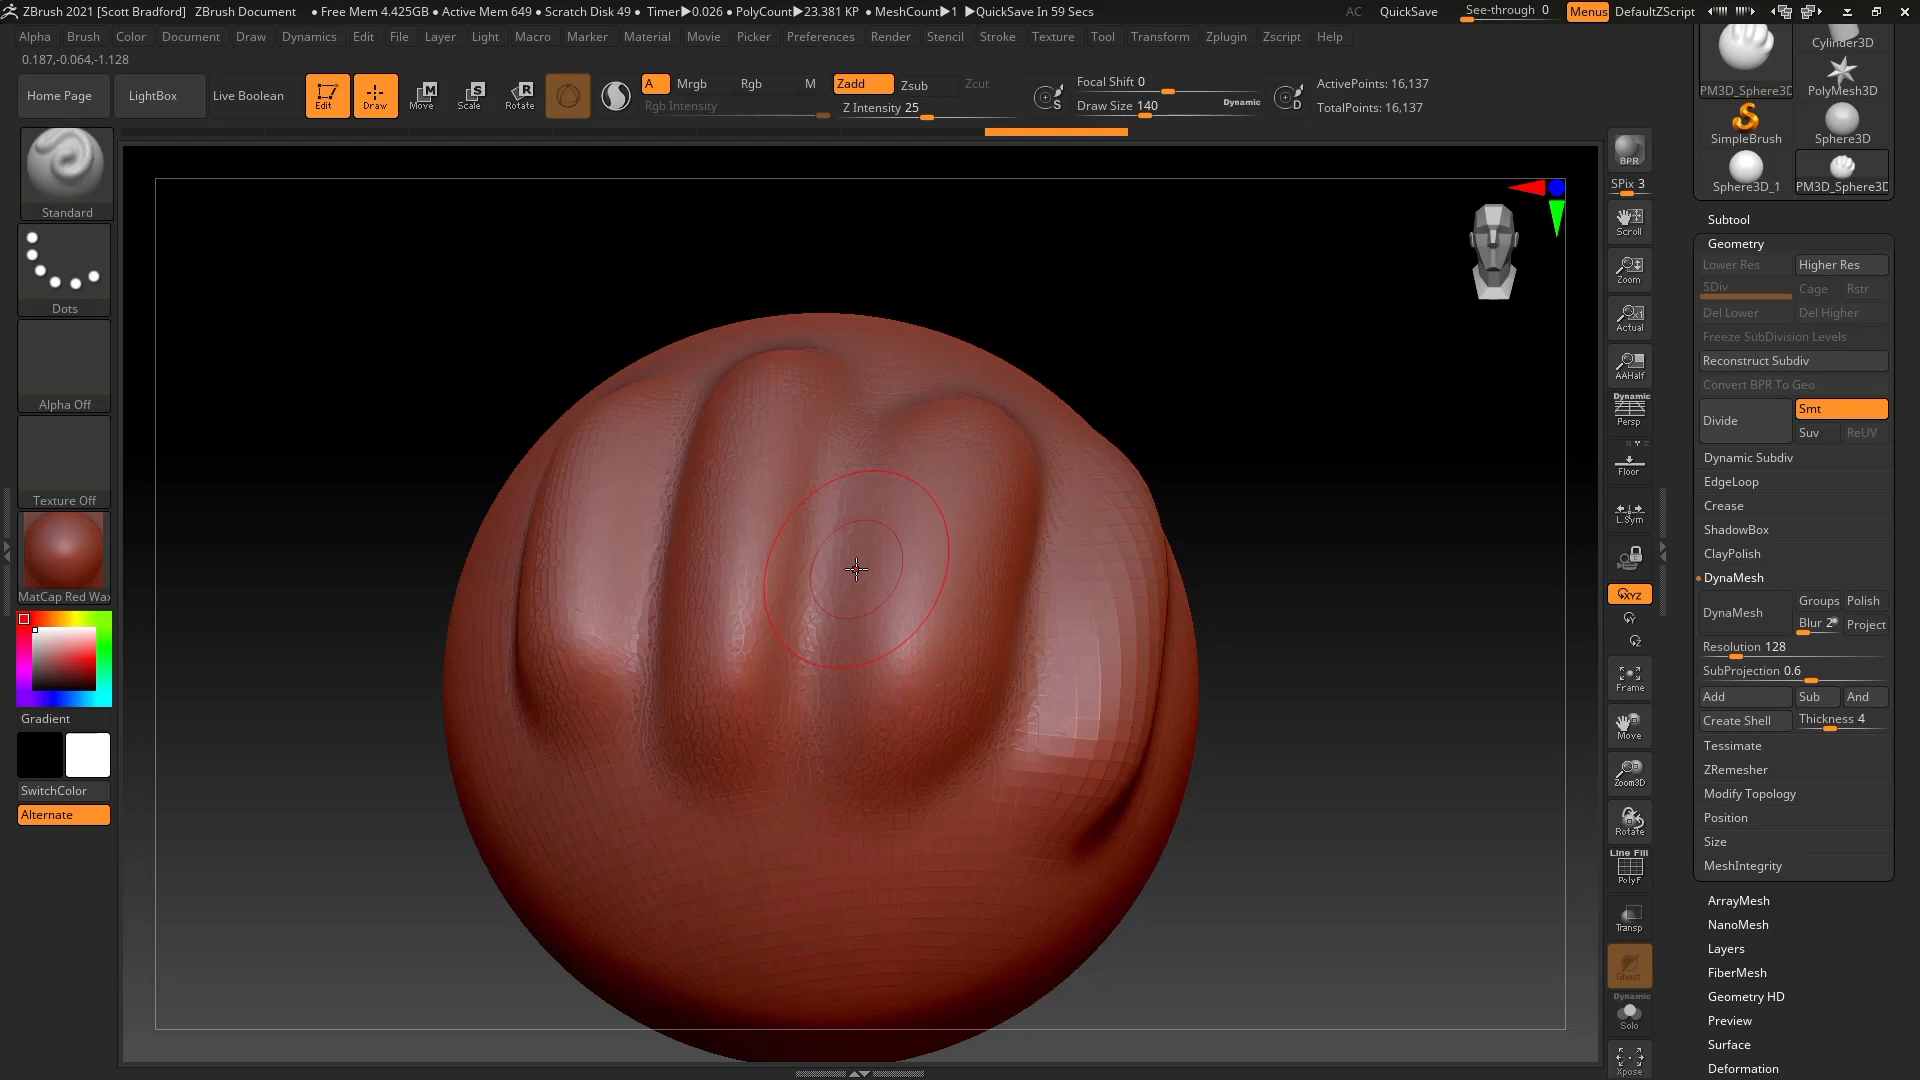 ZBrush 2021 [Scott Bradford] ZBrush Document • Free Mem 4.425GB • Active Mem 649 • Scratch Disk 49 • Timer▶0.026 • PolyCount▶23.381 KP • MeshCount▶1 ▶QuickSave In 59 Secs AC QuickSave See-through 0 Menus DefaultZScript
Alpha Brush Color Document Draw Dynamics Edit File Layer Light Macro Marker Material Movie Picker Preferences Render Stencil Stroke Texture Tool Transform Zplugin Zscript Help
0.187,-0.064,-1.128
Home Page LightBox Live Boolean Edit Draw Move Scale Rotate
A Mrgb Rgb M Zadd Zsub Zcut
Rgb Intensity Z Intensity 25
Focal Shift 0
Draw Size 140 Dynamic
ActivePoints: 16,137
TotalPoints: 16,137
Standard
Dots
Alpha Off
Texture Off
MatCap Red Wax
Gradient
SwitchColor
Alternate
BPR
SPix 3
Scroll
Zoom
Actual
AAHalf
Dynamic
Persp
Floor
L.Sym
XYZ
Frame
Move
Zoom3D
Rotate
Line Fill
PolyF
Transp
Ghost
Dynamic
Solo
Xpose
Cylinder3D
PM3D_Sphere3D PolyMesh3D
SimpleBrush Sphere3D
Sphere3D_1 PM3D_Sphere3D
Subtool
Geometry
Lower Res Higher Res
SDiv Cage Rstr
Del Lower Del Higher
Freeze SubDivision Levels
Reconstruct Subdiv
Convert BPR To Geo
Divide Smt
Suv ReUV
Dynamic Subdiv
EdgeLoop
Crease
ShadowBox
ClayPolish
DynaMesh
DynaMesh Groups Polish
Blur 2 Project
Resolution 128
SubProjection 0.6
Add Sub And
Create Shell Thickness 4
Tessimate
ZRemesher
Modify Topology
Position
Size
MeshIntegrity
ArrayMesh
NanoMesh
Layers
FiberMesh
Geometry HD
Preview
Surface
Deformation